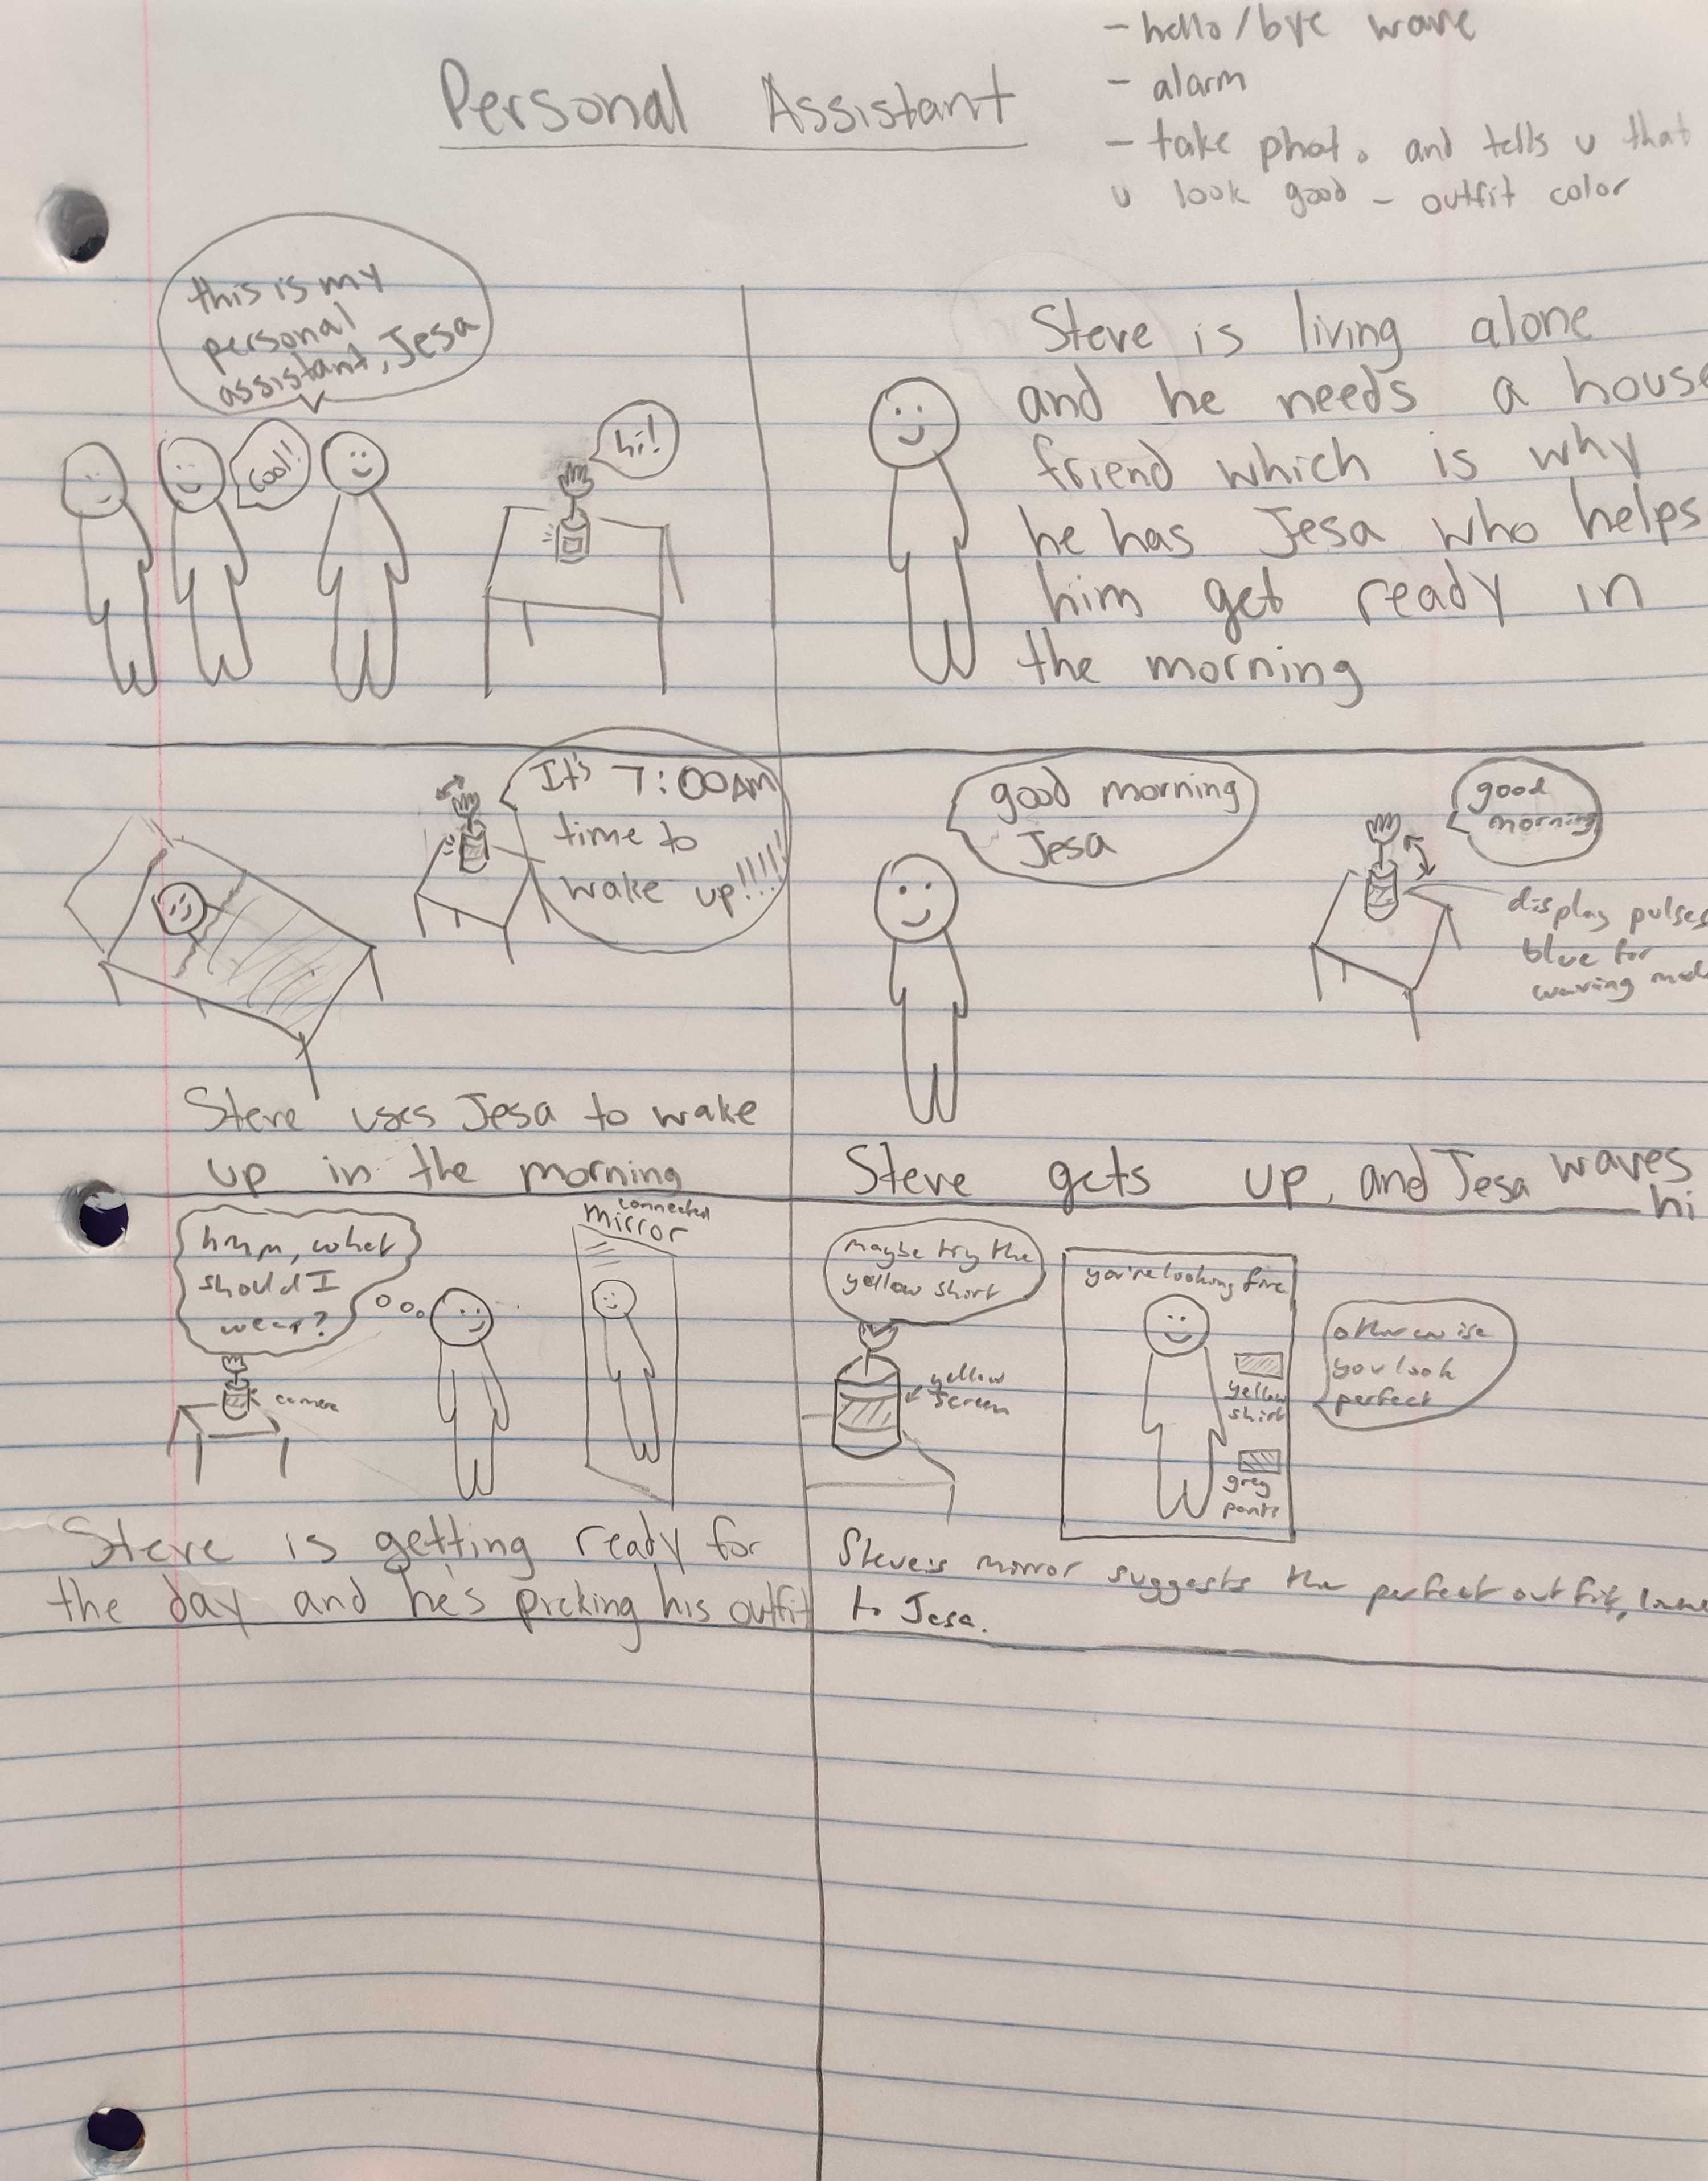 Personal Assistant
- hello/bye wave
- alarm
- take phot. and tells u that
u look good - outfit color
this is my
personal
assistant, Jesa
cool!
hi!
Steve is living alone
and he needs a house
friend which is why
he has Jesa who helps
him get ready in
the morning
It's 7:00AM
time to
wake up!!!!!
Steve uses Jesa to wake
up in the morning
good morning
Jesa
good
morning
display pulses
blue for
waving
Steve gets up, and Jesa waves
hi
hmm, what
should I
wear?
connected
mirror
camera
Steve is getting ready for
the day and he's picking his outfit
maybe try the
yellow shirt
yellow
screen
you're looking fine
yellow
shirt
grey
pants
otherwise
you look
perfect
Steve's mirror suggests the perfect outfit,
to Jesa.